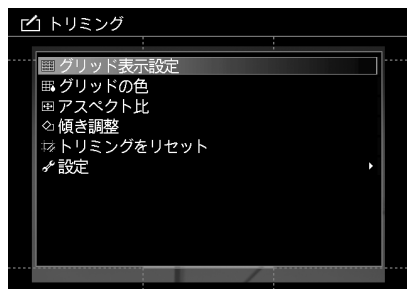 トリミング
グリッド表示設定
グリッドの色
アスペクト比
傾き調整
トリミングをリセット
設定